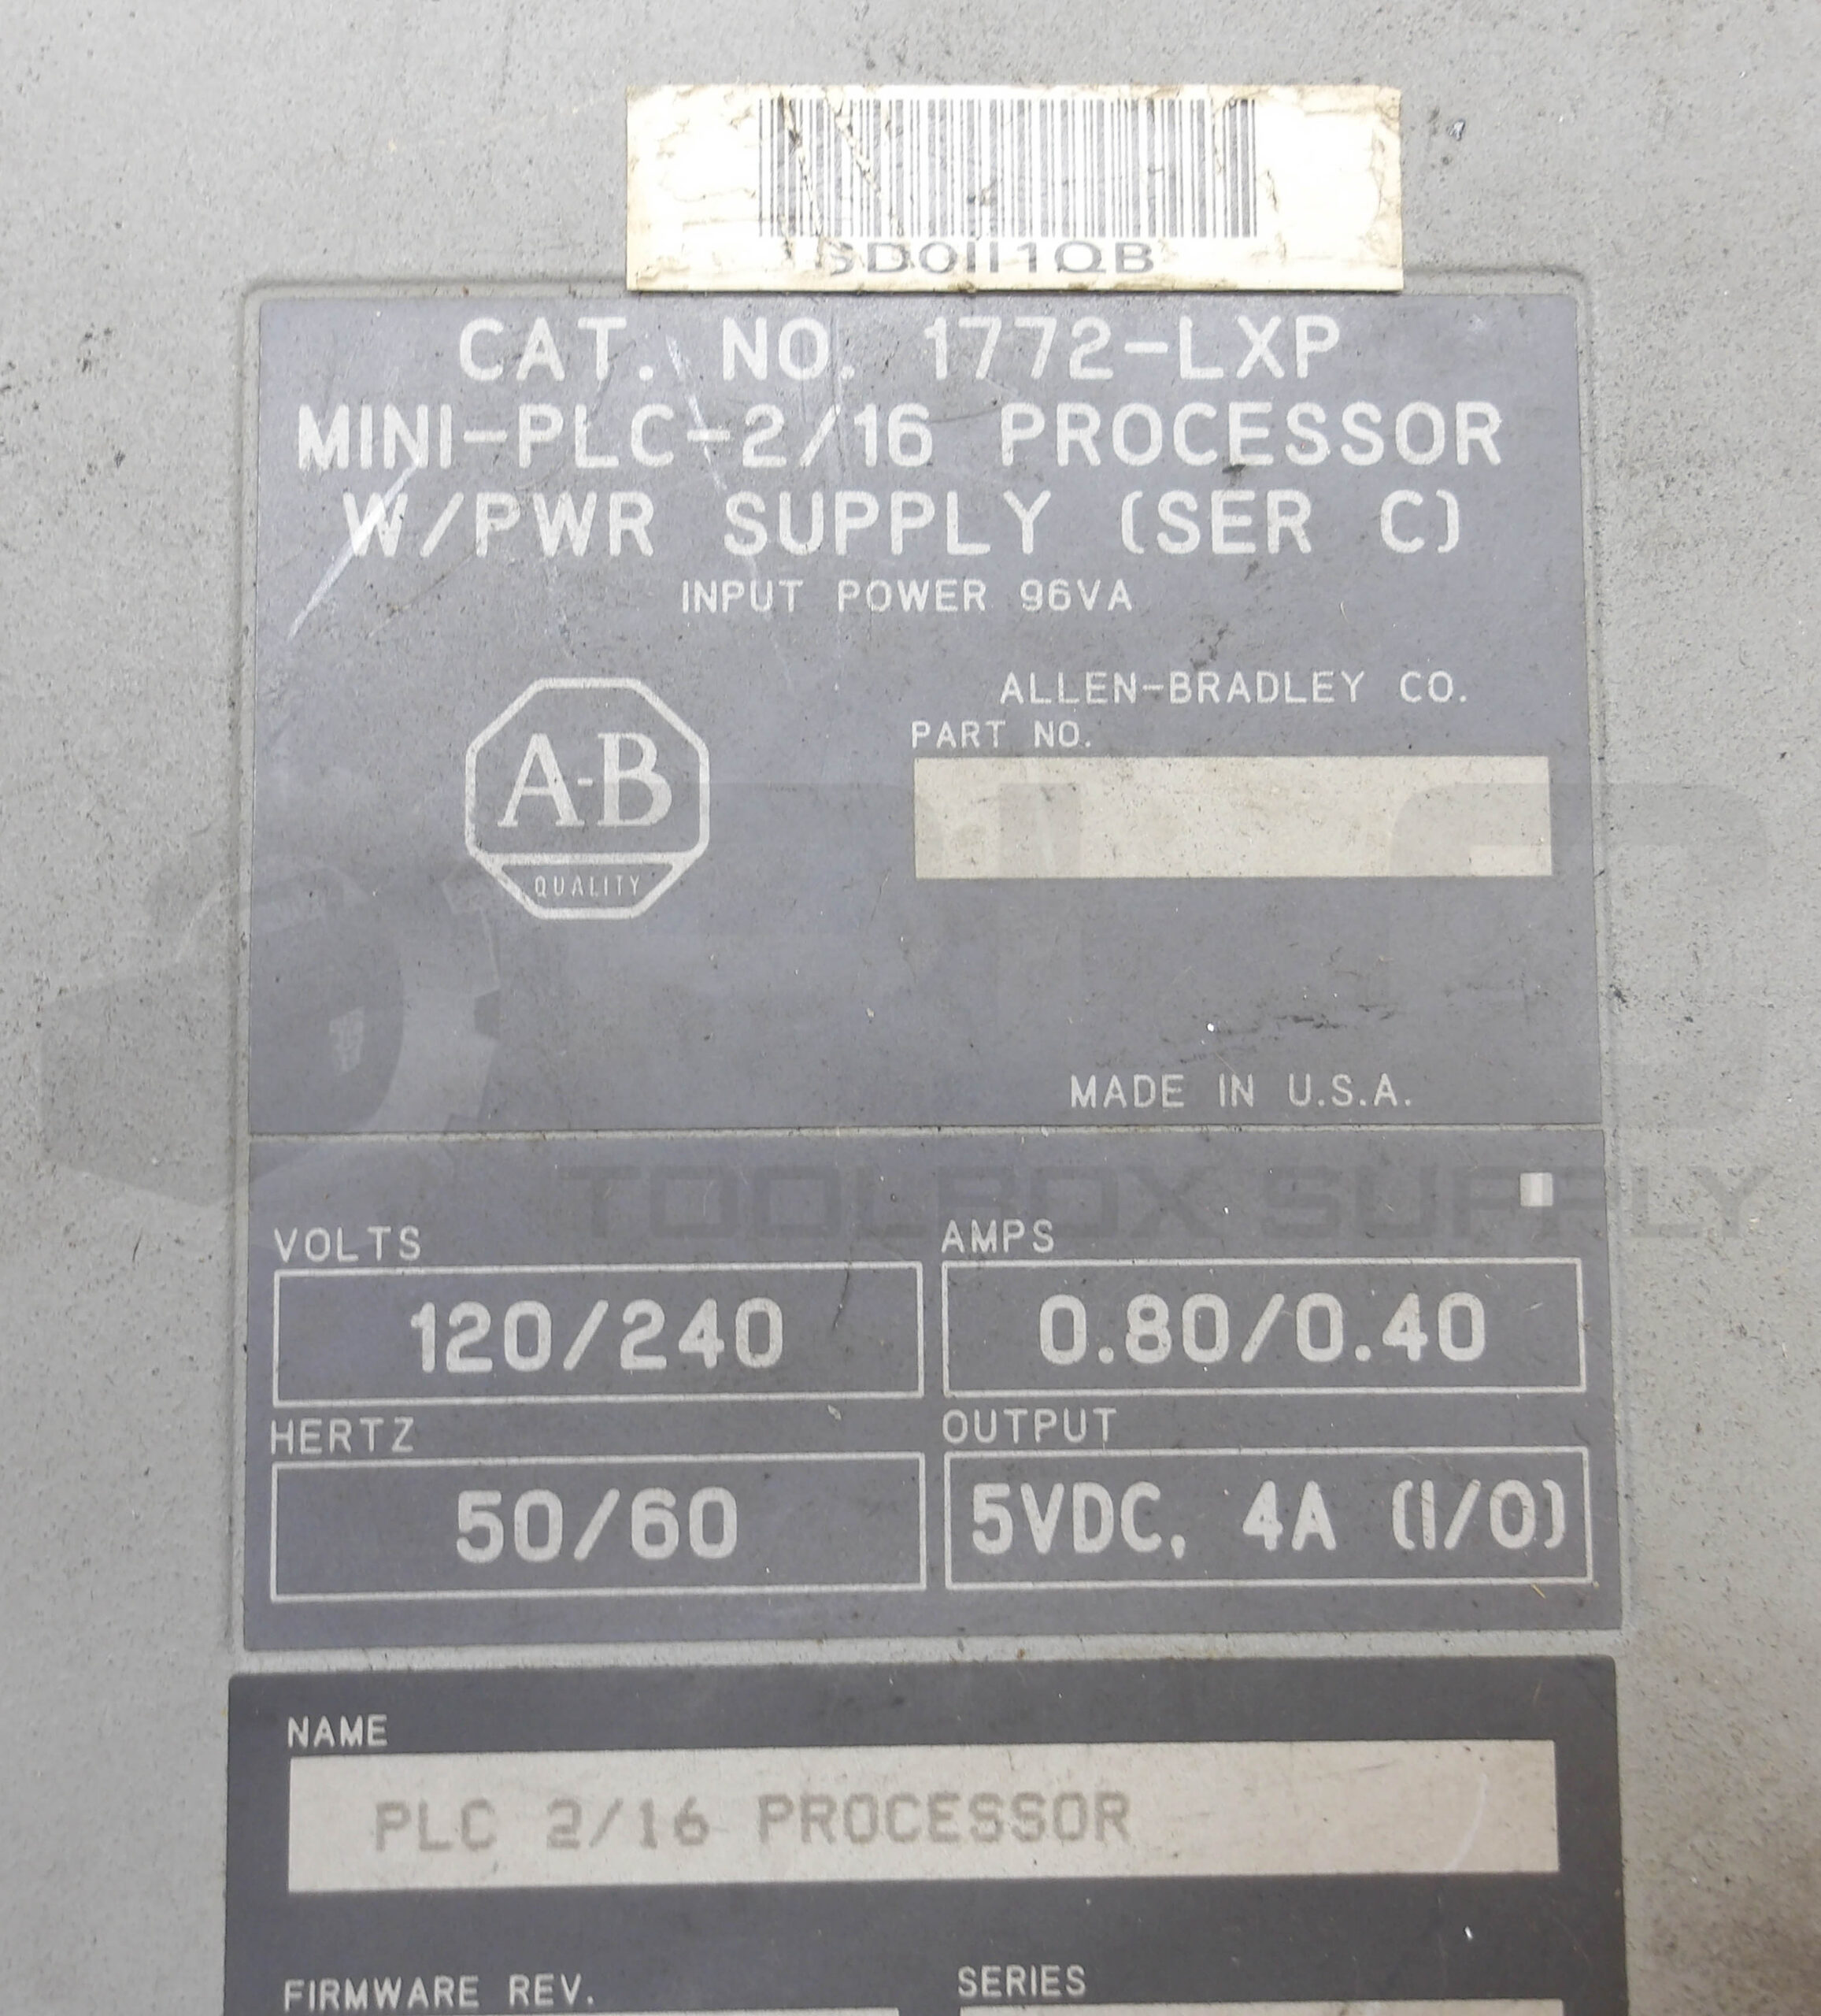 CAT. NO. 1772-LXP
MINI-PLC-2/16 PROCESSOR
W/PWR SUPPLY (SER C)
INPUT POWER 96VA
A-B
QUALITY
ALLEN-BRADLEY CO.
PART NO.
MADE IN U.S.A.
TOOLBOX SUPPLY
VOLTS
120/240
AMPS
0.80/0.40
HERTZ
50/60
OUTPUT
5VDC, 4A (I/O)
NAME
PLC 2/16 PROCESSOR
FIRMWARE REV.
SERIES